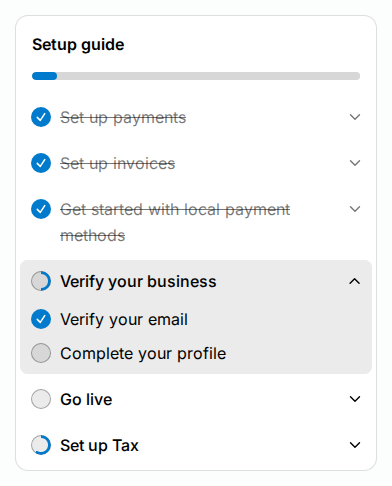 Setup guide
Set up payments
Set up invoices
Get started with local payment
methods
Verify your business
Verify your email
Complete your profile
Go live
Set up Tax